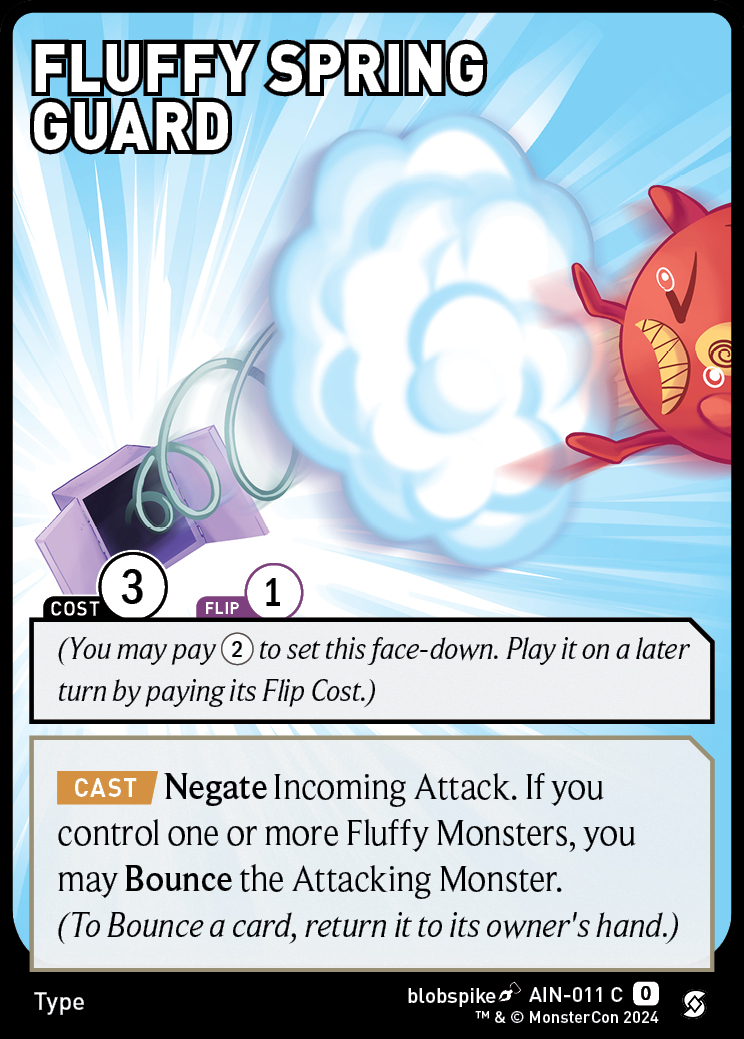 FLUFFY SPRING
GUARD
COST 3 FLIP 1
(You may pay 2 to set this face-down. Play it on a later
turn by paying its Flip Cost.)
CAST Negate Incoming Attack. If you
control one or more Fluffy Monsters, you
may Bounce the Attacking Monster.
(To Bounce a card, return it to its owner's hand.)
Type
blobspike AIN-011 C 0
™ & © MonsterCon 2024